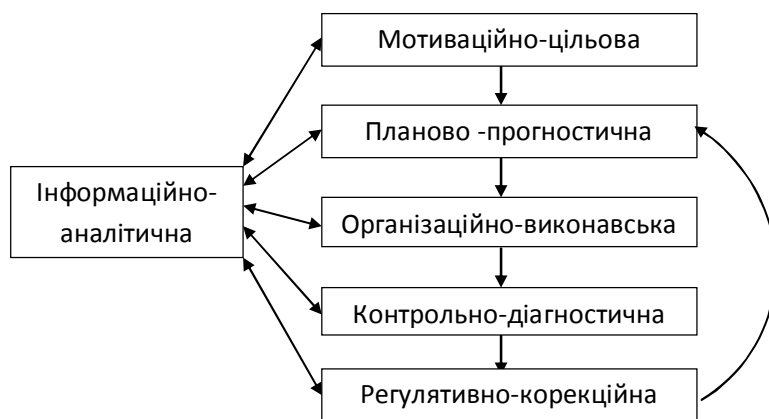 Мотиваційно-цільова
Планово -прогностична
Інформаційно-
аналітична
Організаційно-виконавська
Контрольно-діагностична
Регулятивно-корекційна